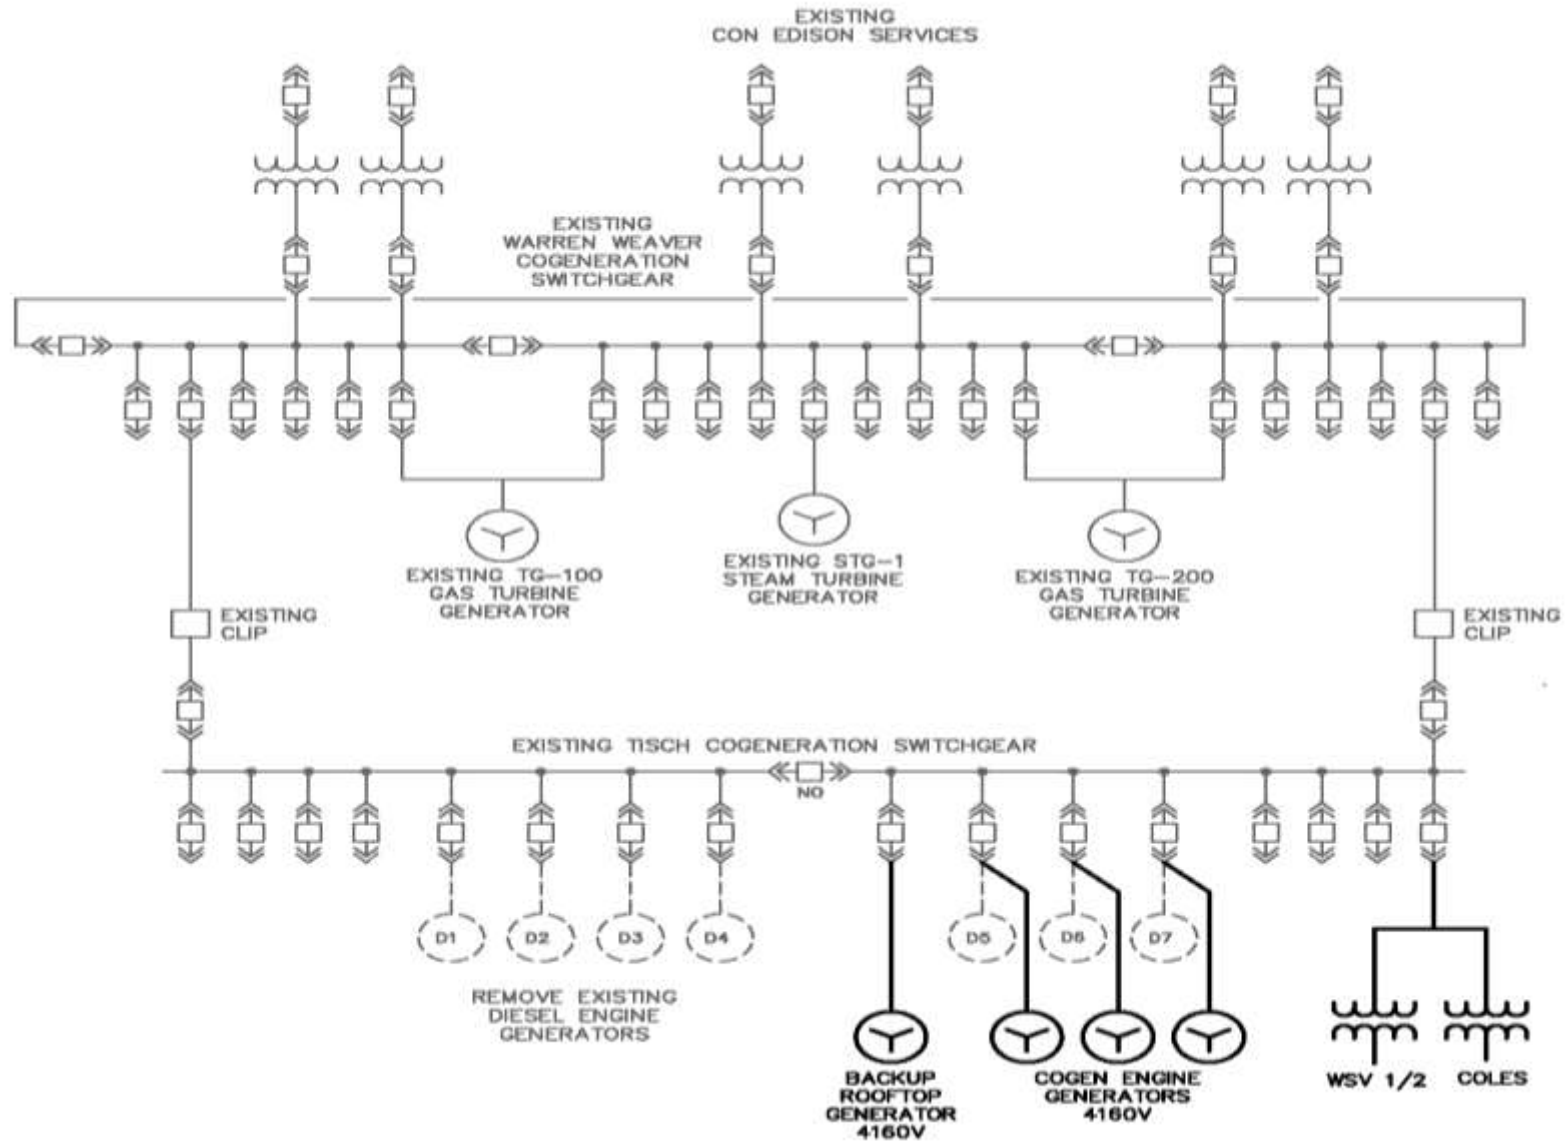 EXISTING
CON EDISON SERVICES
EXISTING
WARREN WEAVER
COGENERATION
SWITCHGEAR
EXISTING TG-100
GAS TURBINE
GENERATOR
EXISTING STG-1
STEAM TURBINE
GENERATOR
EXISTING TG-200
GAS TURBINE
GENERATOR
EXISTING
CLIP
EXISTING
CLIP
EXISTING TISCH COGENERATION SWITCHGEAR
NO
D1
D2
D3
D4
D5
D6
D7
REMOVE EXISTING
DIESEL ENGINE
GENERATORS
BACKUP
ROOFTOP
GENERATOR
4160V
COGEN ENGINE
GENERATORS
4160V
WSV 1/2
COLES